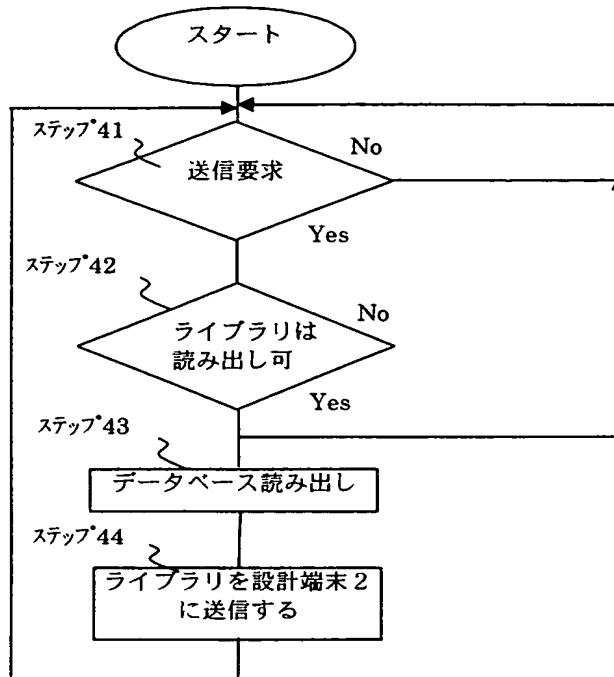 スタート
ステップ41
No
送信要求
Yes
ステップ42
No
ライブラリは
読み出し可
Yes
ステップ43
データベース読み出し
ステップ44
ライブラリを設計端末2
に送信する